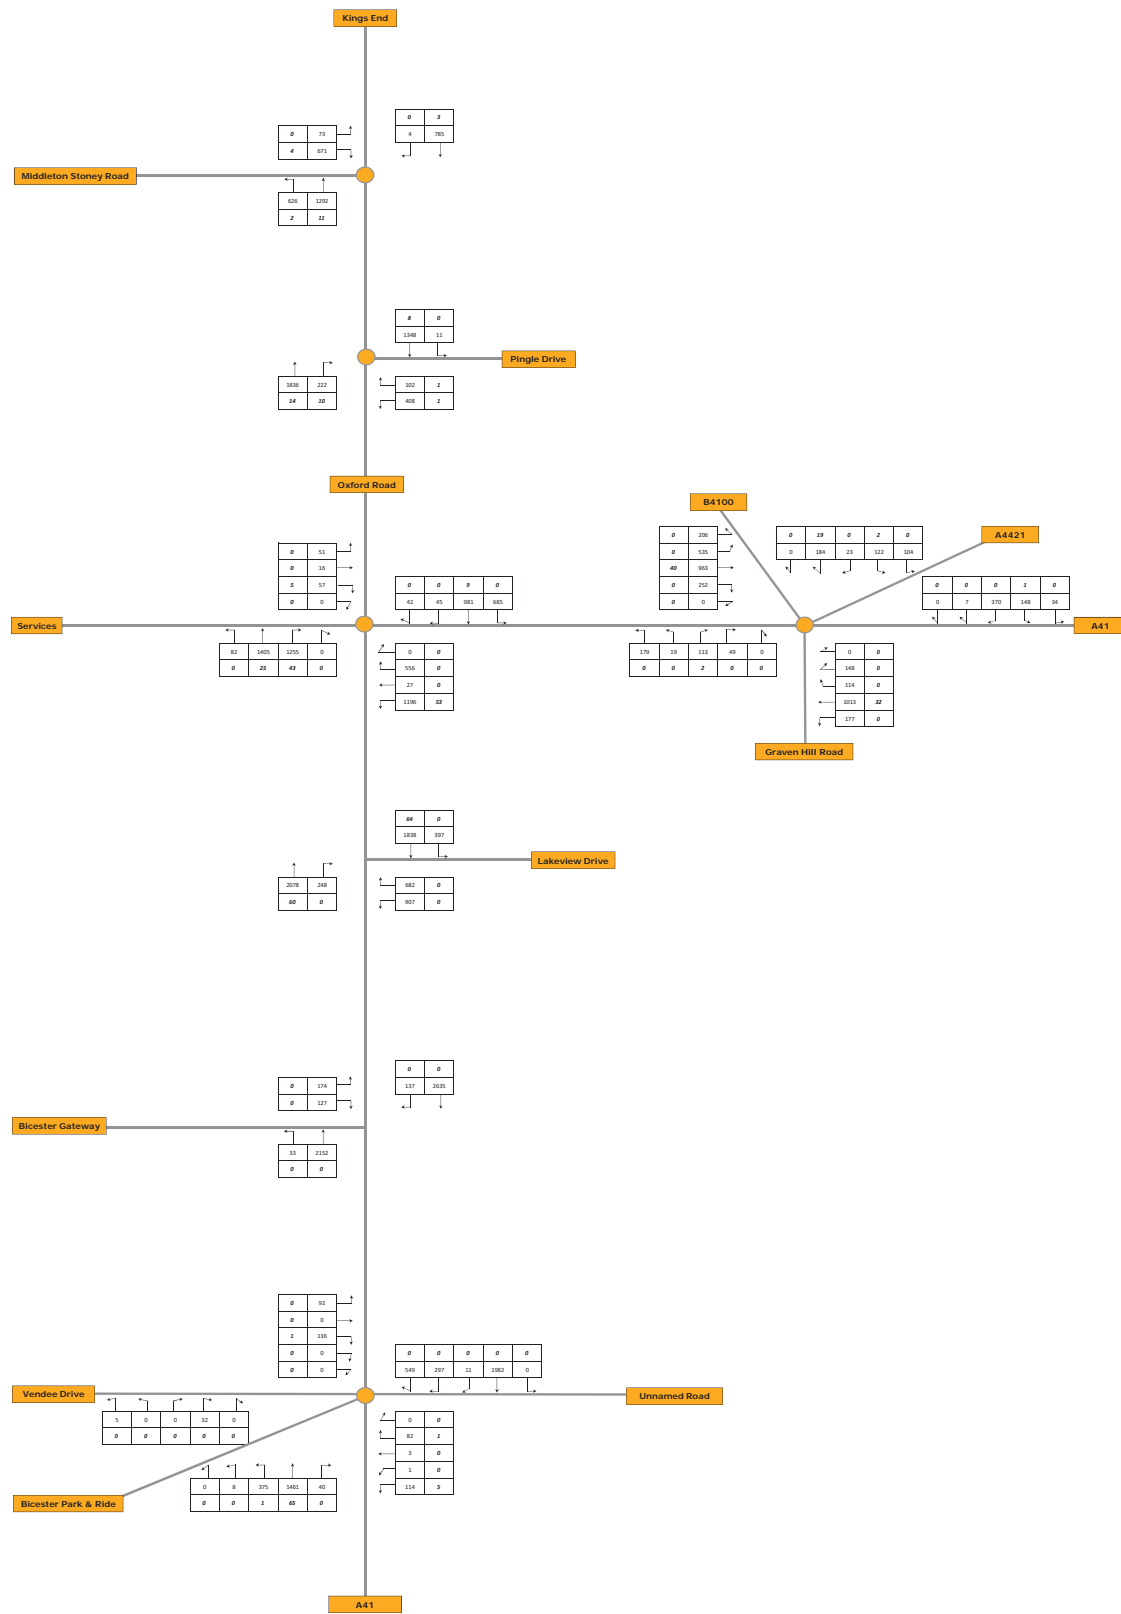 Kings End
0 3
4 785
0 73
4 671
Middleton Stoney Road
626 1292
2 11
8 0
1348 11
Pingle Drive
1836 222
14 10
102 1
408 1
Oxford Road
B4100
A4421
0 51
0 16
5 57
0 0
0 206
0 535
40 963
0 252
0 0
0 19 0 2 0
0 184 23 122 104
0 0 9 0
42 45 981 685
0 0 0 1 0
0 7 370 148 34
Services
A41
82 1405 1255 0
0 25 43 0
0 0
556 0
27 0
1196 53
179 19 113 49 0
0 0 2 0 0
0 0
148 0
114 0
1013 32
177 0
Graven Hill Road
64 0
1838 397
Lakeview Drive
2078 248
60 0
682 0
907 0
0 0
137 2635
0 174
0 127
Bicester Gateway
33 2152
0 0
0 92
0 0
1 136
0 0
0 0
0 0 0 0 0
549 297 11 1982 0
Vendee Drive
Unnamed Road
5 0 0 32 0
0 0 0 0 0
0 0
82 1
3 0
1 0
114 5
0 8 375 1461 40
0 0 1 65 0
Bicester Park & Ride
A41